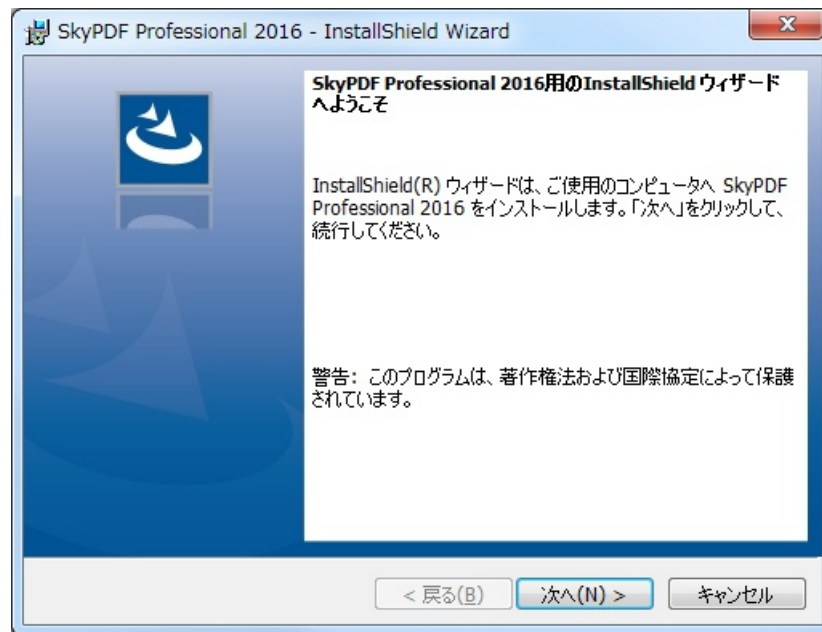 SkyPDF Professional 2016 - InstallShield Wizard
SkyPDF Professional 2016用のInstallShield ウィザード
へようこそ
InstallShield(R) ウィザードは、ご使用のコンピュータへ SkyPDF
Professional 2016 をインストールします。「次へ」をクリックして、
続行してください。
警告: このプログラムは、著作権法および国際協定によって保護
されています。
< 戻る(B)
次へ(N) >
キャンセル